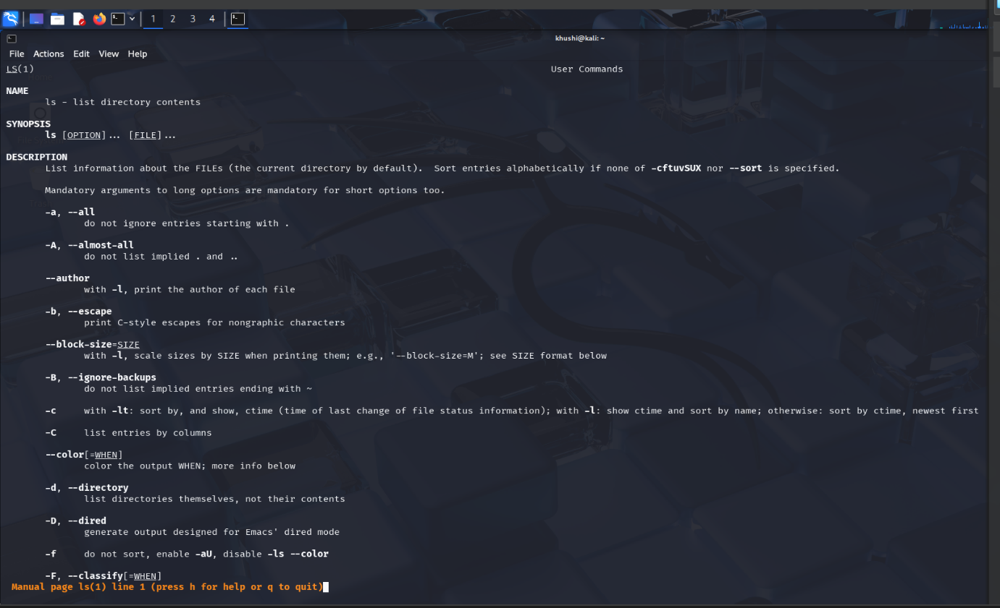 1 2 3 4
khushi@kali: ~
File Actions Edit View Help
LS(1) User Commands
NAME
ls - list directory contents
SYNOPSIS
ls [OPTION]... [FILE]...
DESCRIPTION
List information about the FILEs (the current directory by default). Sort entries alphabetically if none of -cftuvSUX nor --sort is specified.
Mandatory arguments to long options are mandatory for short options too.
-a, --all
do not ignore entries starting with .
-A, --almost-all
do not list implied . and ..
--author
with -l, print the author of each file
-b, --escape
print C-style escapes for nongraphic characters
--block-size=SIZE
with -l, scale sizes by SIZE when printing them; e.g., '--block-size=M'; see SIZE format below
-B, --ignore-backups
do not list implied entries ending with ~
-c with -lt: sort by, and show, ctime (time of last change of file status information); with -l: show ctime and sort by name; otherwise: sort by ctime, newest first
-C list entries by columns
--color[=WHEN]
color the output WHEN; more info below
-d, --directory
list directories themselves, not their contents
-D, --dired
generate output designed for Emacs' dired mode
-f do not sort, enable -aU, disable -ls --color
-F, --classify[=WHEN]
Manual page ls(1) line 1 (press h for help or q to quit)